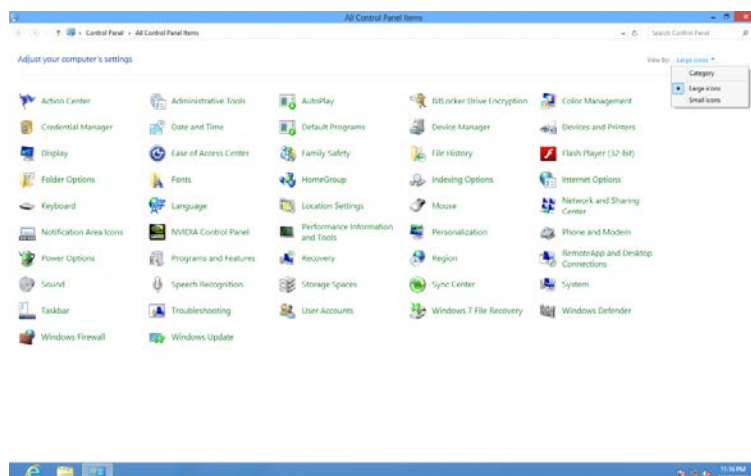 All Control Panel Items
Control Panel All Control Panel Items
Search Control Panel
Adjust your computer's settings
View by: Large icons
Category
Large icons
Small icons
Action Center Administrative Tools AutoPlay BitLocker Drive Encryption Color Management
Credential Manager Date and Time Default Programs Device Manager Devices and Printers
Display Ease of Access Center Family Safety File History Flash Player (32-bit)
Folder Options Fonts HomeGroup Indexing Options Internet Options
Keyboard Language Location Settings Mouse Network and Sharing
Center
Notification Area Icons NVIDIA Control Panel Performance Information
and Tools Personalization Phone and Modem
Power Options Programs and Features Recovery Region RemoteApp and Desktop
Connections
Sound Speech Recognition Storage Spaces Sync Center System
Taskbar Troubleshooting User Accounts Windows 7 File Recovery Windows Defender
Windows Firewall Windows Update
11:16 PM